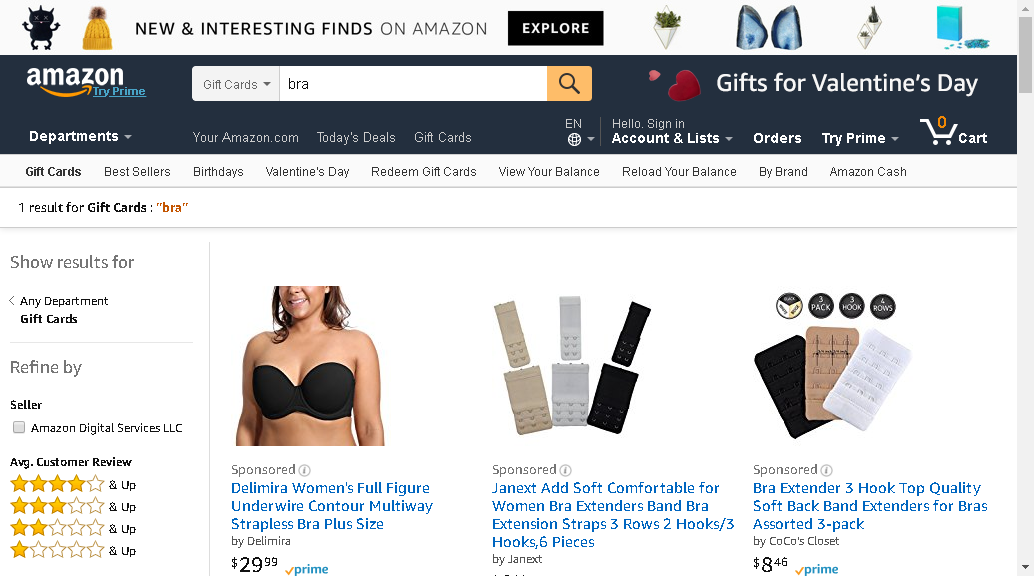 NEW & INTERESTING FINDS ON AMAZON EXPLORE
amazon
Try Prime
Gift Cards bra
Gifts for Valentine's Day
Departments
Your Amazon.com Today's Deals Gift Cards
EN
Hello. Sign in
Account & Lists Orders Try Prime 0 Cart
Gift Cards Best Sellers Birthdays Valentine's Day Redeem Gift Cards View Your Balance Reload Your Balance By Brand Amazon Cash
1 result for Gift Cards : "bra"
Show results for
Any Department
Gift Cards
Refine by
Seller
Amazon Digital Services LLC
Avg. Customer Review
& Up
& Up
& Up
& Up
Sponsored
Delimira Women's Full Figure
Underwire Contour Multiway
Strapless Bra Plus Size
by Delimira
$29 99 prime
Sponsored
Janext Add Soft Comfortable for
Women Bra Extenders Band Bra
Extension Straps 3 Rows 2 Hooks/3
Hooks,6 Pieces
by Janext
3 PACK
3 HOOK
4 ROWS
Sponsored
Bra Extender 3 Hook Top Quality
Soft Back Band Extenders for Bras
Assorted 3-pack
by CoCo's Closet
$8 46 prime